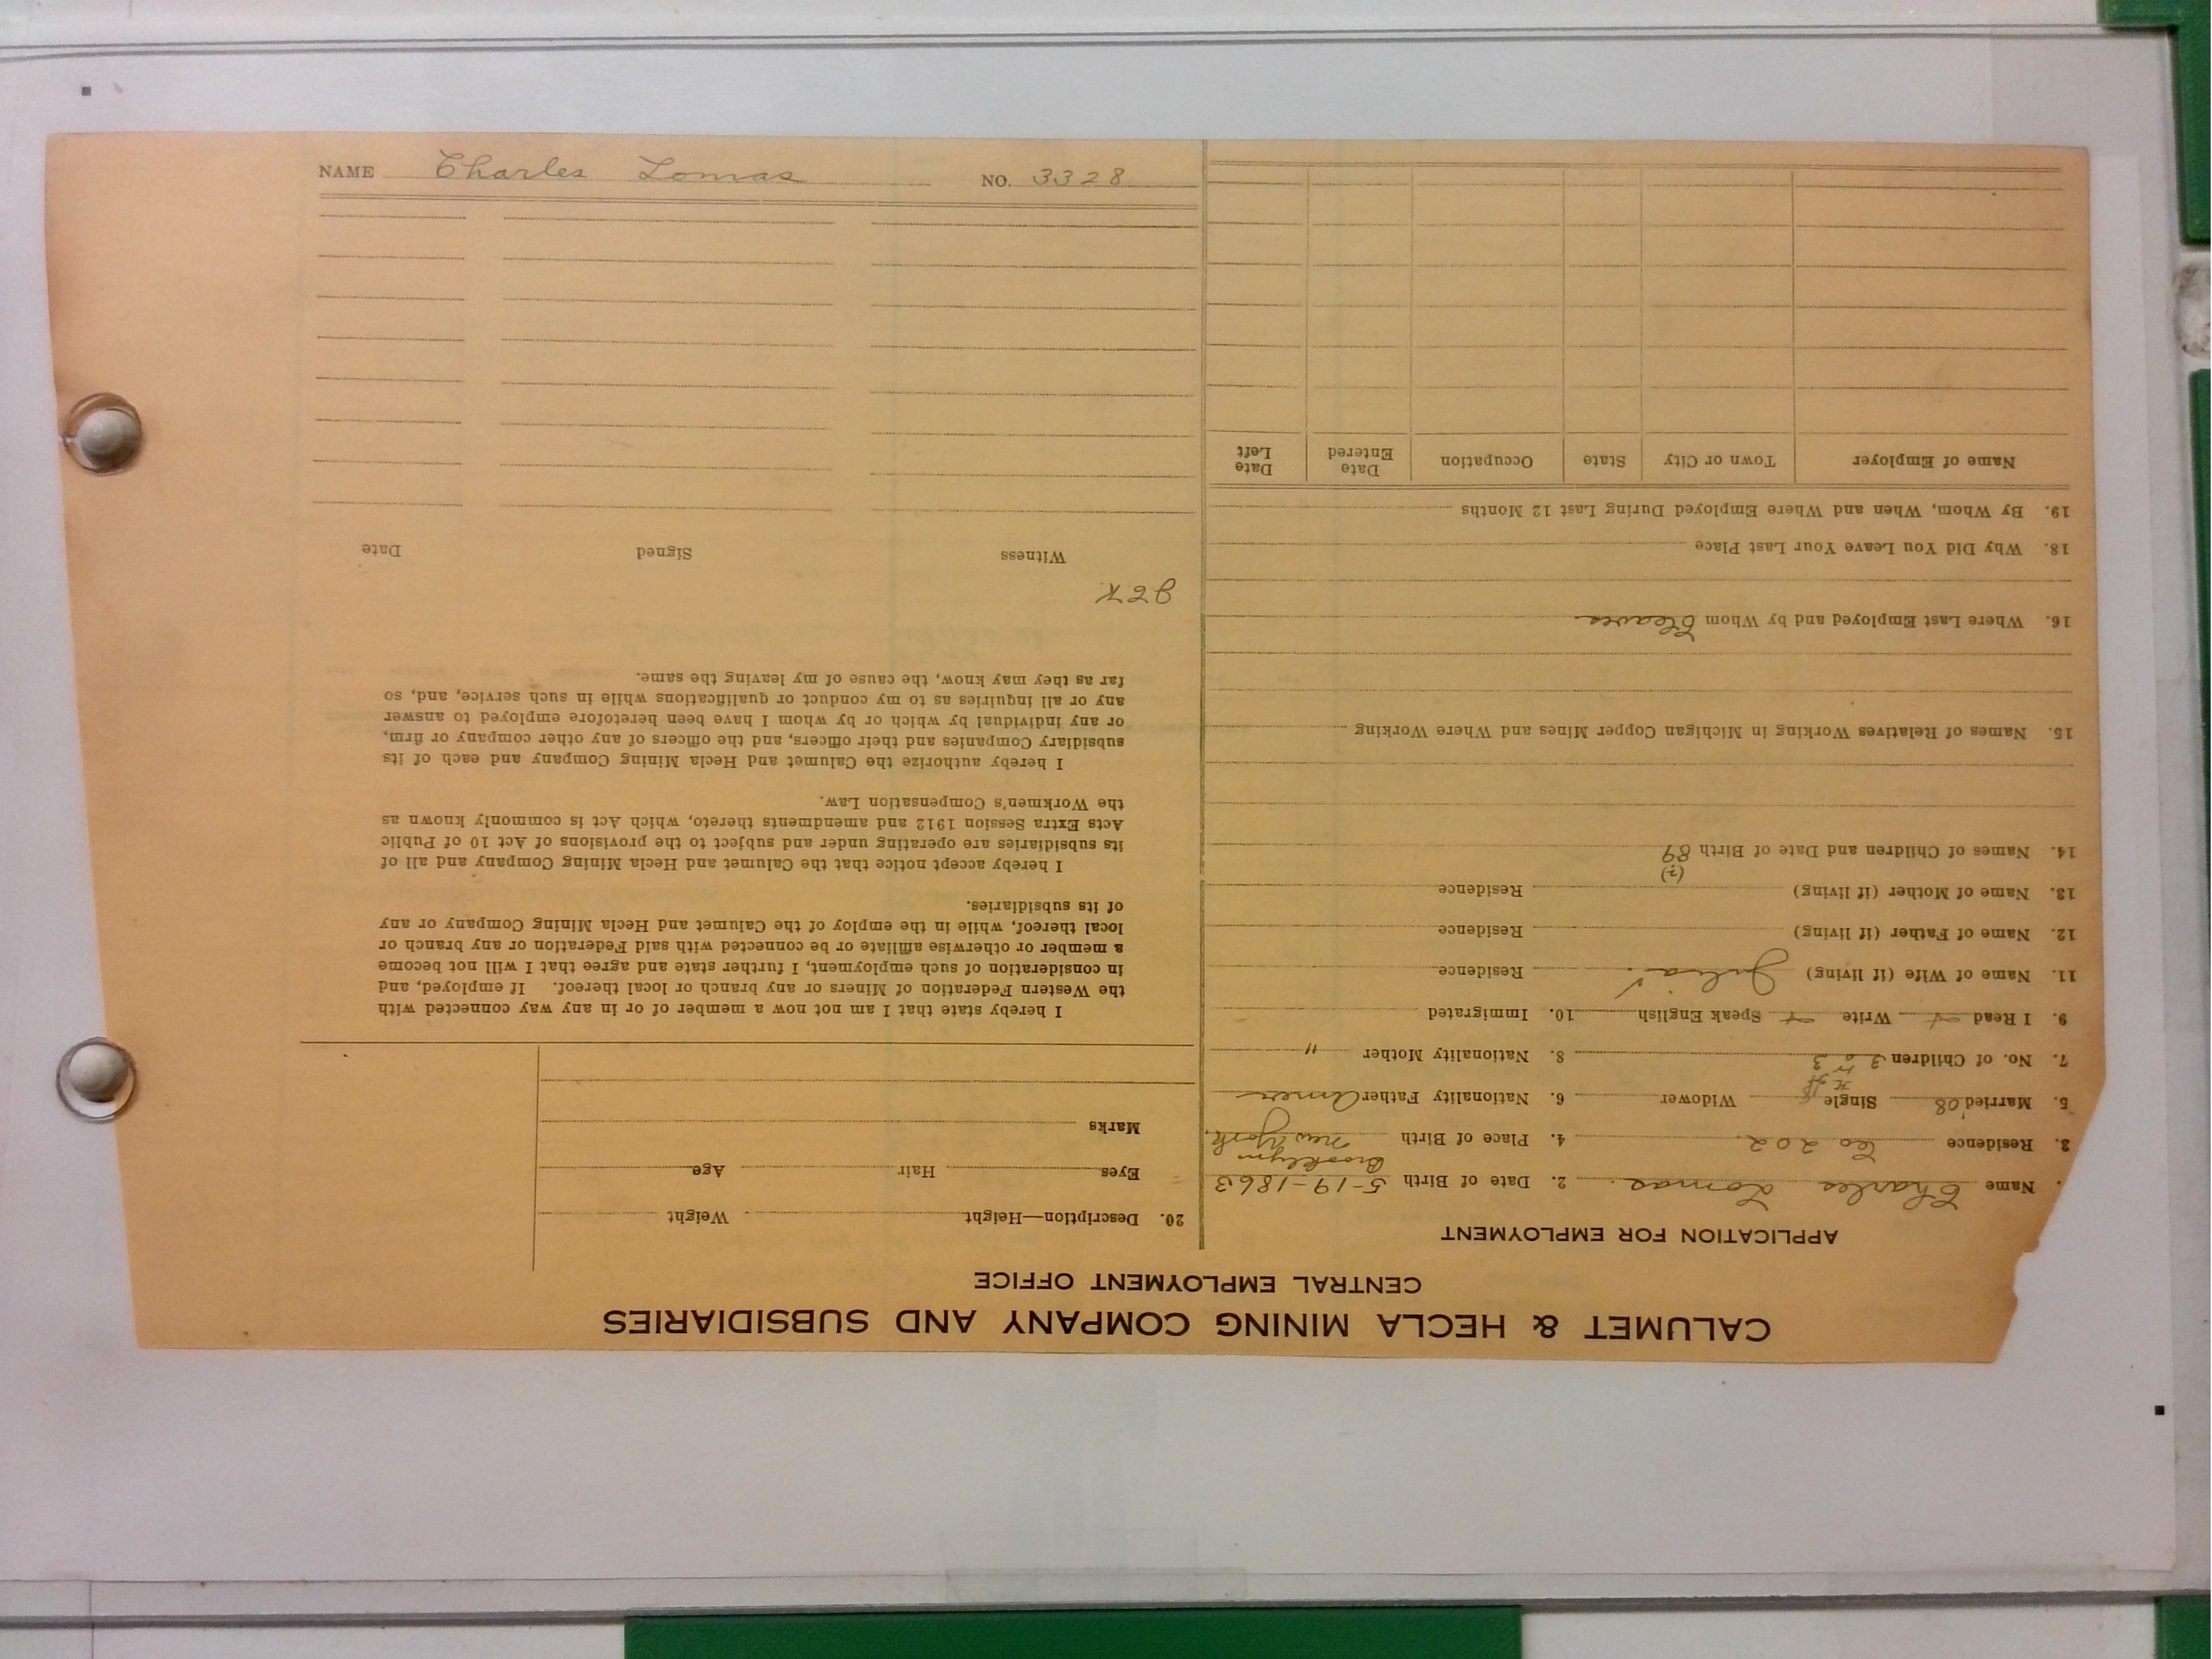 NAME Charles Lomas NO. 3328
CALUMET & HECLA MINING COMPANY AND SUBSIDIARIES
CENTRAL EMPLOYMENT OFFICE
APPLICATION FOR EMPLOYMENT
. Name Charles Lomas. 2. Date of Birth 5-19-1863
3. Residence Co 202 4. Place of Birth Brooklyn New York.
5. Married '08 Single Widower 6. Nationality Father Amer
7. No. of Children 8. Nationality Mother "
9. I Read Write Speak English 10. Immigrated
11. Name of Wife (if living) Julia. Residence
12. Name of Father (if living) Residence
13. Name of Mother (if living) Residence
14. Names of Children and Date of Birth 89 (?)
15. Names of Relatives Working in Michigan Copper Mines and Where Working
16. Where Last Employed and by Whom Cleaves
18. Why Did You Leave Your Last Place
19. By Whom, When and Where Employed During Last 12 Months
Name of Employer Town or City State Occupation Date Entered Date Left
20. Description—Height Weight
Eyes Hair Age
Marks
I hereby state that I am not now a member of or in any way connected with
the Western Federation of Miners or any branch or local thereof. If employed, and
in consideration of such employment, I further state and agree that I will not become
a member or otherwise affiliate or be connected with said Federation or any branch or
local thereof, while in the employ of the Calumet and Hecla Mining Company or any
of its subsidiaries.
I hereby accept notice that the Calumet and Hecla Mining Company and all of
its subsidiaries are operating under and subject to the provisions of Act 10 of Public
Acts Extra Session 1912 and amendments thereto, which Act is commonly known as
the Workmen's Compensation Law.
I hereby authorize the Calumet and Hecla Mining Company and each of its
subsidiary Companies and their officers, and the officers of any other company or firm,
or any individual by which or by whom I have been heretofore employed to answer
any or all inquiries as to my conduct or qualifications while in such service, and, so
far as they may know, the cause of my leaving the same.
Witness Signed Date